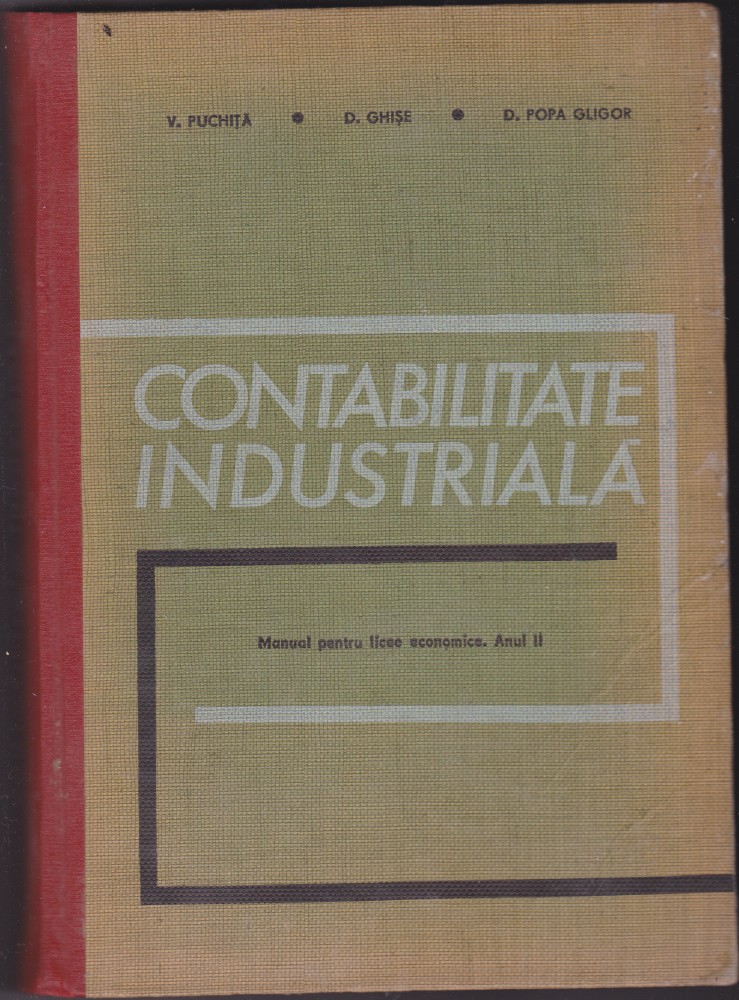 V. PUCHIȚĂ • D. GHIȘE • D. POPA GLIGOR
CONTABILITATE
INDUSTRIALĂ
Manual pentru licee economice. Anul II